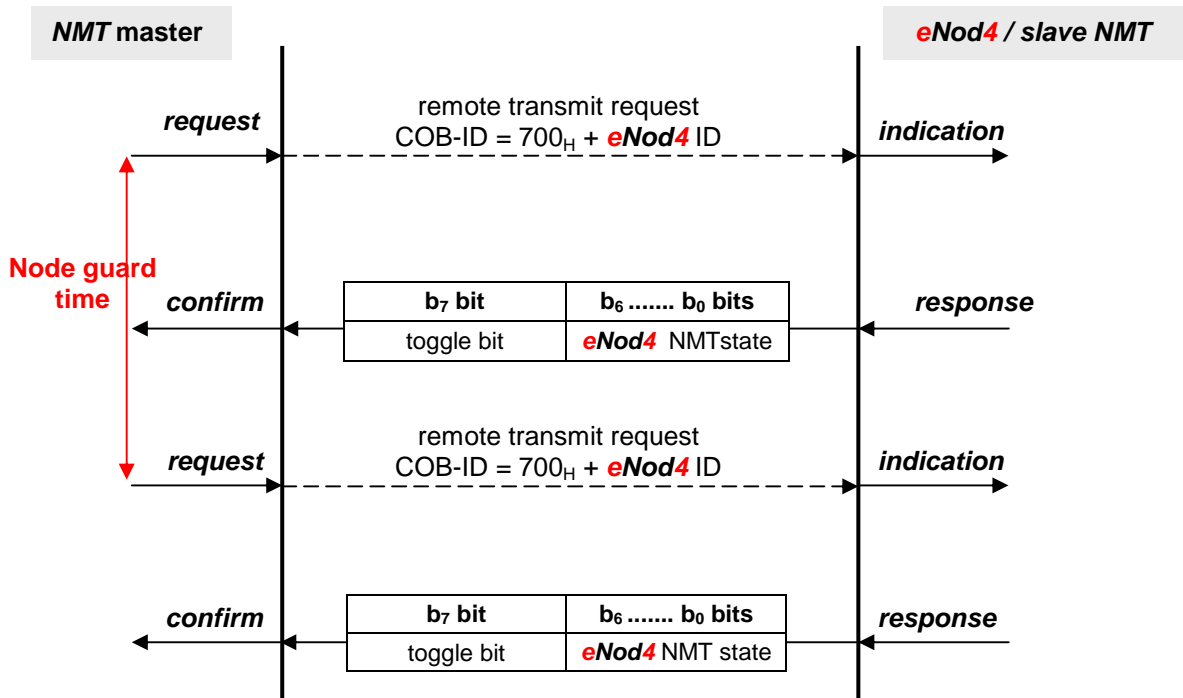 NMT master
eNod4 / slave NMT
remote transmit request
request
COB-ID = 700H + eNod4 ID
indication
Node guard
time
confirm
b7 bit
b6 ....... b0 bits
response
toggle bit
eNod4 NMTstate
remote transmit request
request
COB-ID = 700H + eNod4 ID
indication
confirm
b7 bit
b6 ....... b0 bits
response
toggle bit
eNod4 NMT state